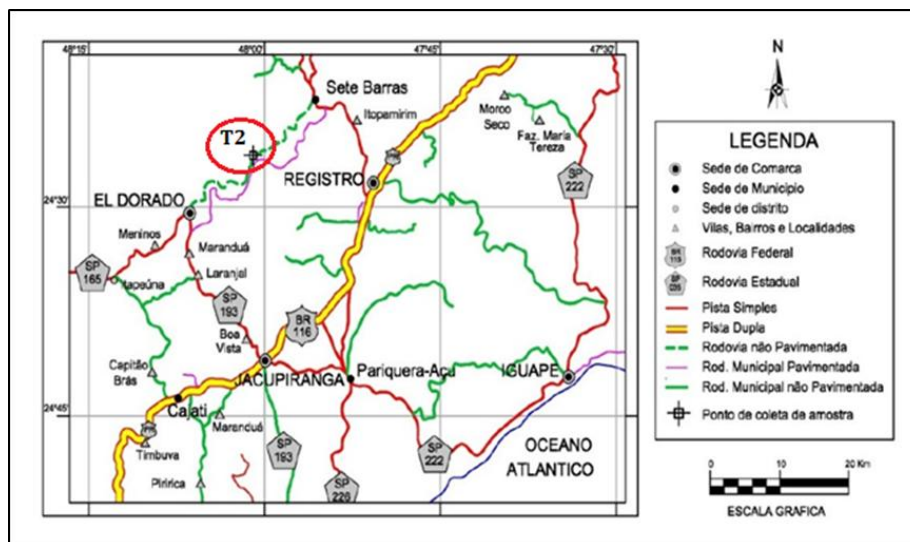 48°15'
48°00'
47°45'
47°30'
24°30'
24°45'
Sete Barras
Itopamirim
Morco
Seco
Faz. Maria
Tereza
T2
REGISTRO
SP
222
EL DORADO
Meninos
Maranduá
SP
165
Itapeúna
Laranjal
SP
193
BR
116
Boa
Vista
Capitão
Brás
JACUPIRANGA
Pariquera-Açu
IGUAPE
Cajati
Maranduá
SP
193
SP
222
Timbuva
Piririca
SP
226
OCEANO
ATLANTICO
N
LEGENDA
Sede de Comarca
Sede de Municipio
Sede de distrito
Vilas, Bairros e Localidades
Rodovia Federal
Rodovia Estadual
Pista Simples
Pista Dupla
Rodovia não Pavimentada
Rod. Municipal Pavimentada
Rod. Municipal não Pavimentada
Ponto de coleta de amostra
0
10
20 Km
ESCALA GRAFICA